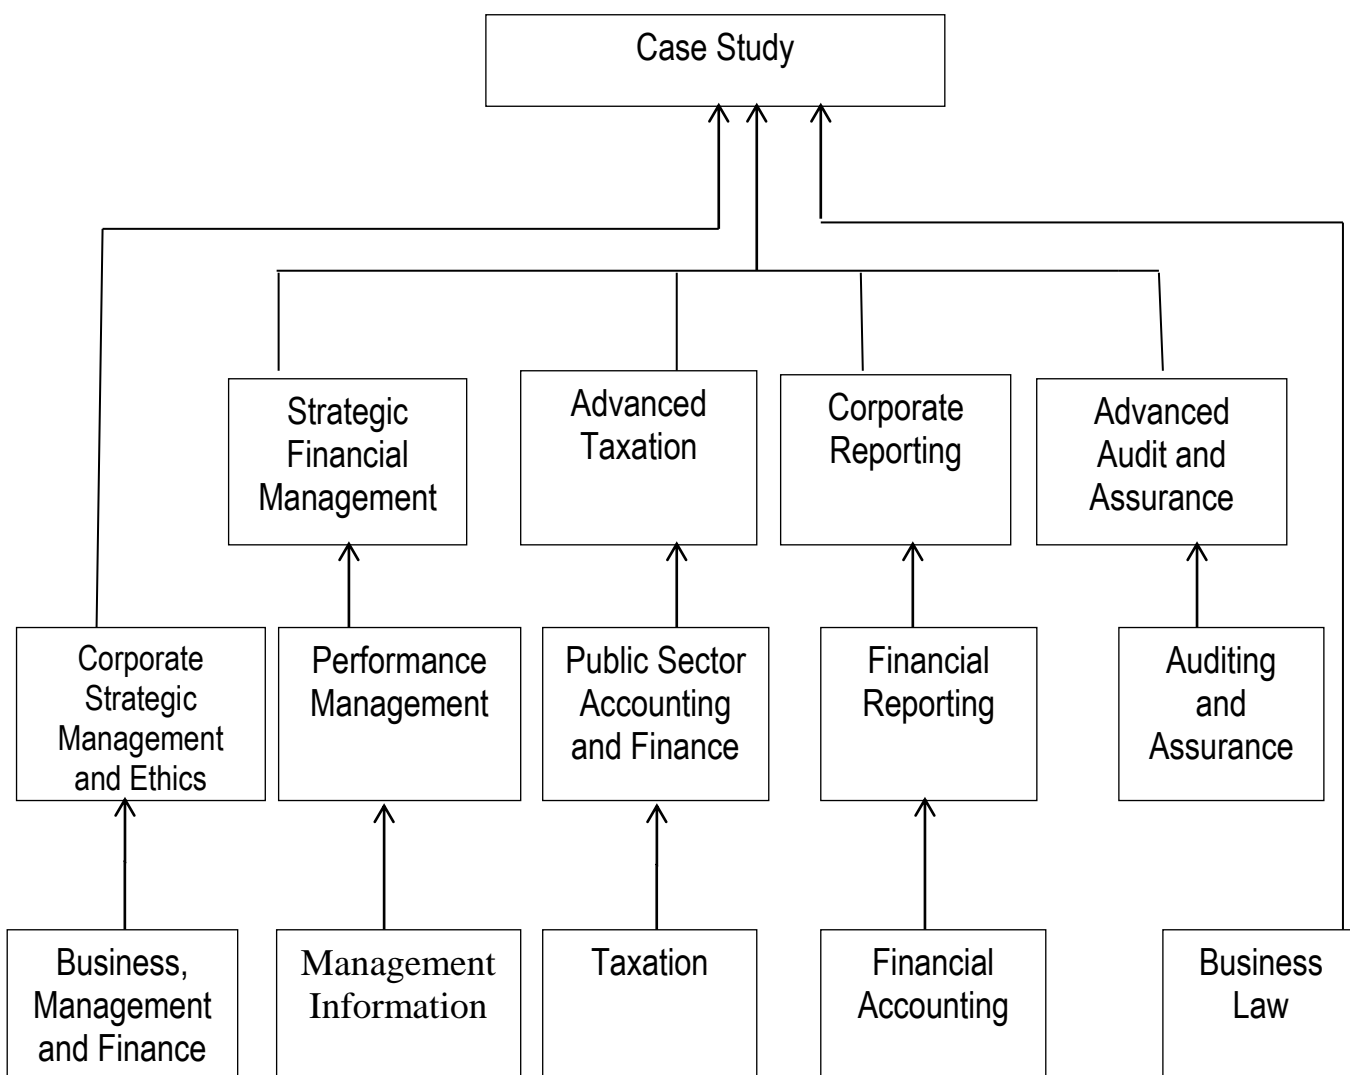 Case Study
Strategic
Financial
Management
Advanced
Taxation
Corporate
Reporting
Advanced
Audit and
Assurance
Corporate
Strategic
Management
and Ethics
Performance
Management
Public Sector
Accounting
and Finance
Financial
Reporting
Auditing
and
Assurance
Business,
Management
and Finance
Management
Information
Taxation
Financial
Accounting
Business
Law